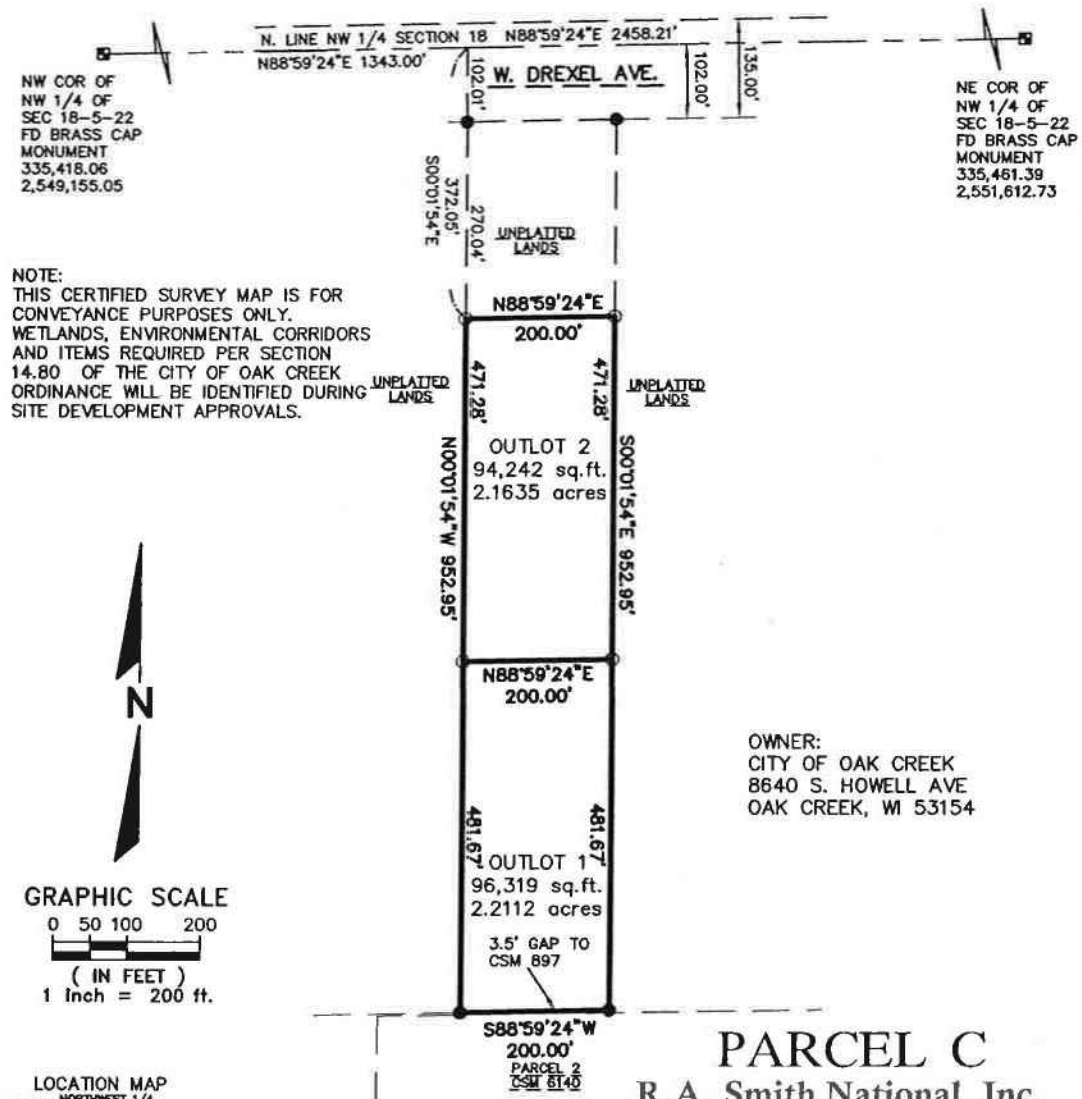 N. LINE NW 1/4 SECTION 18 N88°59'24"E 2458.21'
N88°59'24"E 1343.00'
W. DREXEL AVE.
102.01'
102.00'
135.00'
NW COR OF
NW 1/4 OF
SEC 18-5-22
FD BRASS CAP
MONUMENT
335,418.06
2,549,155.05
NE COR OF
NW 1/4 OF
SEC 18-5-22
FD BRASS CAP
MONUMENT
335,461.39
2,551,612.73
270.04'
372.05'
S00°01'54"E
UNPLATTED
LANDS
NOTE:
THIS CERTIFIED SURVEY MAP IS FOR
CONVEYANCE PURPOSES ONLY.
WETLANDS, ENVIRONMENTAL CORRIDORS
AND ITEMS REQUIRED PER SECTION
14.80 OF THE CITY OF OAK CREEK
ORDINANCE WILL BE IDENTIFIED DURING
SITE DEVELOPMENT APPROVALS.
N88°59'24"E
200.00'
UNPLATTED
LANDS
471.28'
471.28'
UNPLATTED
LANDS
OUTLOT 2
94,242 sq.ft.
2.1635 acres
N00°01'54"W 952.95'
S00°01'54"E 952.95'
N88°59'24"E
200.00'
N
OWNER:
CITY OF OAK CREEK
8640 S. HOWELL AVE
OAK CREEK, WI 53154
481.67'
481.67'
OUTLOT 1
96,319 sq.ft.
2.2112 acres
3.5' GAP TO
CSM 897
GRAPHIC SCALE
0 50 100 200
( IN FEET )
1 inch = 200 ft.
S88°59'24"W
200.00'
PARCEL 2
CSM 6140
PARCEL C
R.A. Smith National, Inc.
LOCATION MAP
NORTHWEST 1/4